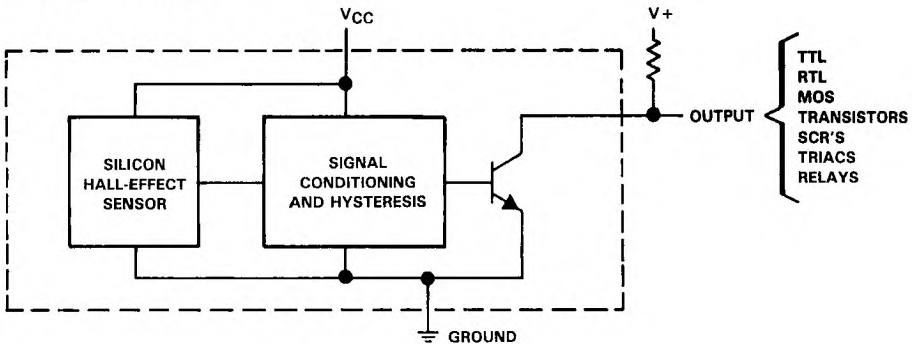 VCC
V+
SILICON
HALL-EFFECT
SENSOR
SIGNAL
CONDITIONING
AND HYSTERESIS
OUTPUT
TTL
RTL
MOS
TRANSISTORS
SCR'S
TRIACS
RELAYS
GROUND